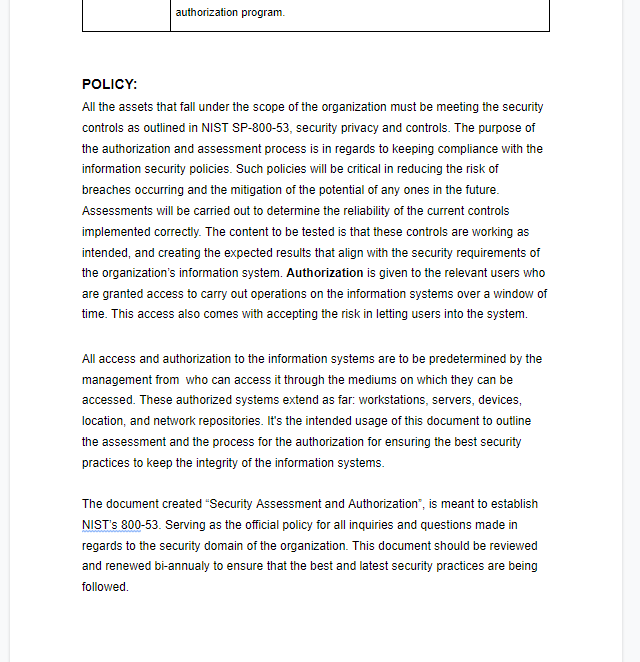 authorization program.
POLICY:
All the assets that fall under the scope of the organization must be meeting the security
controls as outlined in NIST SP-800-53, security privacy and controls. The purpose of
the authorization and assessment process is in regards to keeping compliance with the
information security policies. Such policies will be critical in reducing the risk of
breaches occurring and the mitigation of the potential of any ones in the future.
Assessments will be carried out to determine the reliability of the current controls
implemented correctly. The content to be tested is that these controls are working as
intended, and creating the expected results that align with the security requirements of
the organization's information system. Authorization is given to the relevant users who
are granted access to carry out operations on the information systems over a window of
time. This access also comes with accepting the risk in letting users into the system.
All access and authorization to the information systems are to be predetermined by the
management from  who can access it through the mediums on which they can be
accessed. These authorized systems extend as far: workstations, servers, devices,
location, and network repositories. It's the intended usage of this document to outline
the assessment and the process for the authorization for ensuring the best security
practices to keep the integrity of the information systems.
The document created “Security Assessment and Authorization”, is meant to establish
NIST's 800-53. Serving as the official policy for all inquiries and questions made in
regards to the security domain of the organization. This document should be reviewed
and renewed bi-annualy to ensure that the best and latest security practices are being
followed.